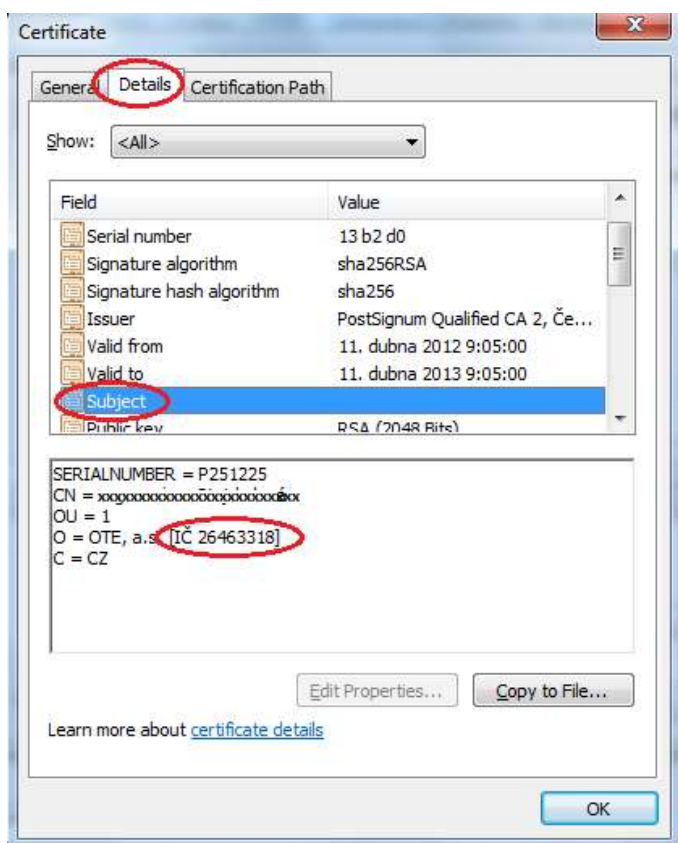 Certificate
General Details Certification Path
Show: <All>
Field Value
Serial number 13 b2 d0
Signature algorithm sha256RSA
Signature hash algorithm sha256
Issuer PostSignum Qualified CA 2, Če...
Valid from 11. dubna 2012 9:05:00
Valid to 11. dubna 2013 9:05:00
Subject
Public key RSA (2048 Bits)
SERIALNUMBER = P251225
CN =
OU = 1
O = OTE, a.s. [IČ 26463318]
C = CZ
Edit Properties... Copy to File...
Learn more about certificate details
OK